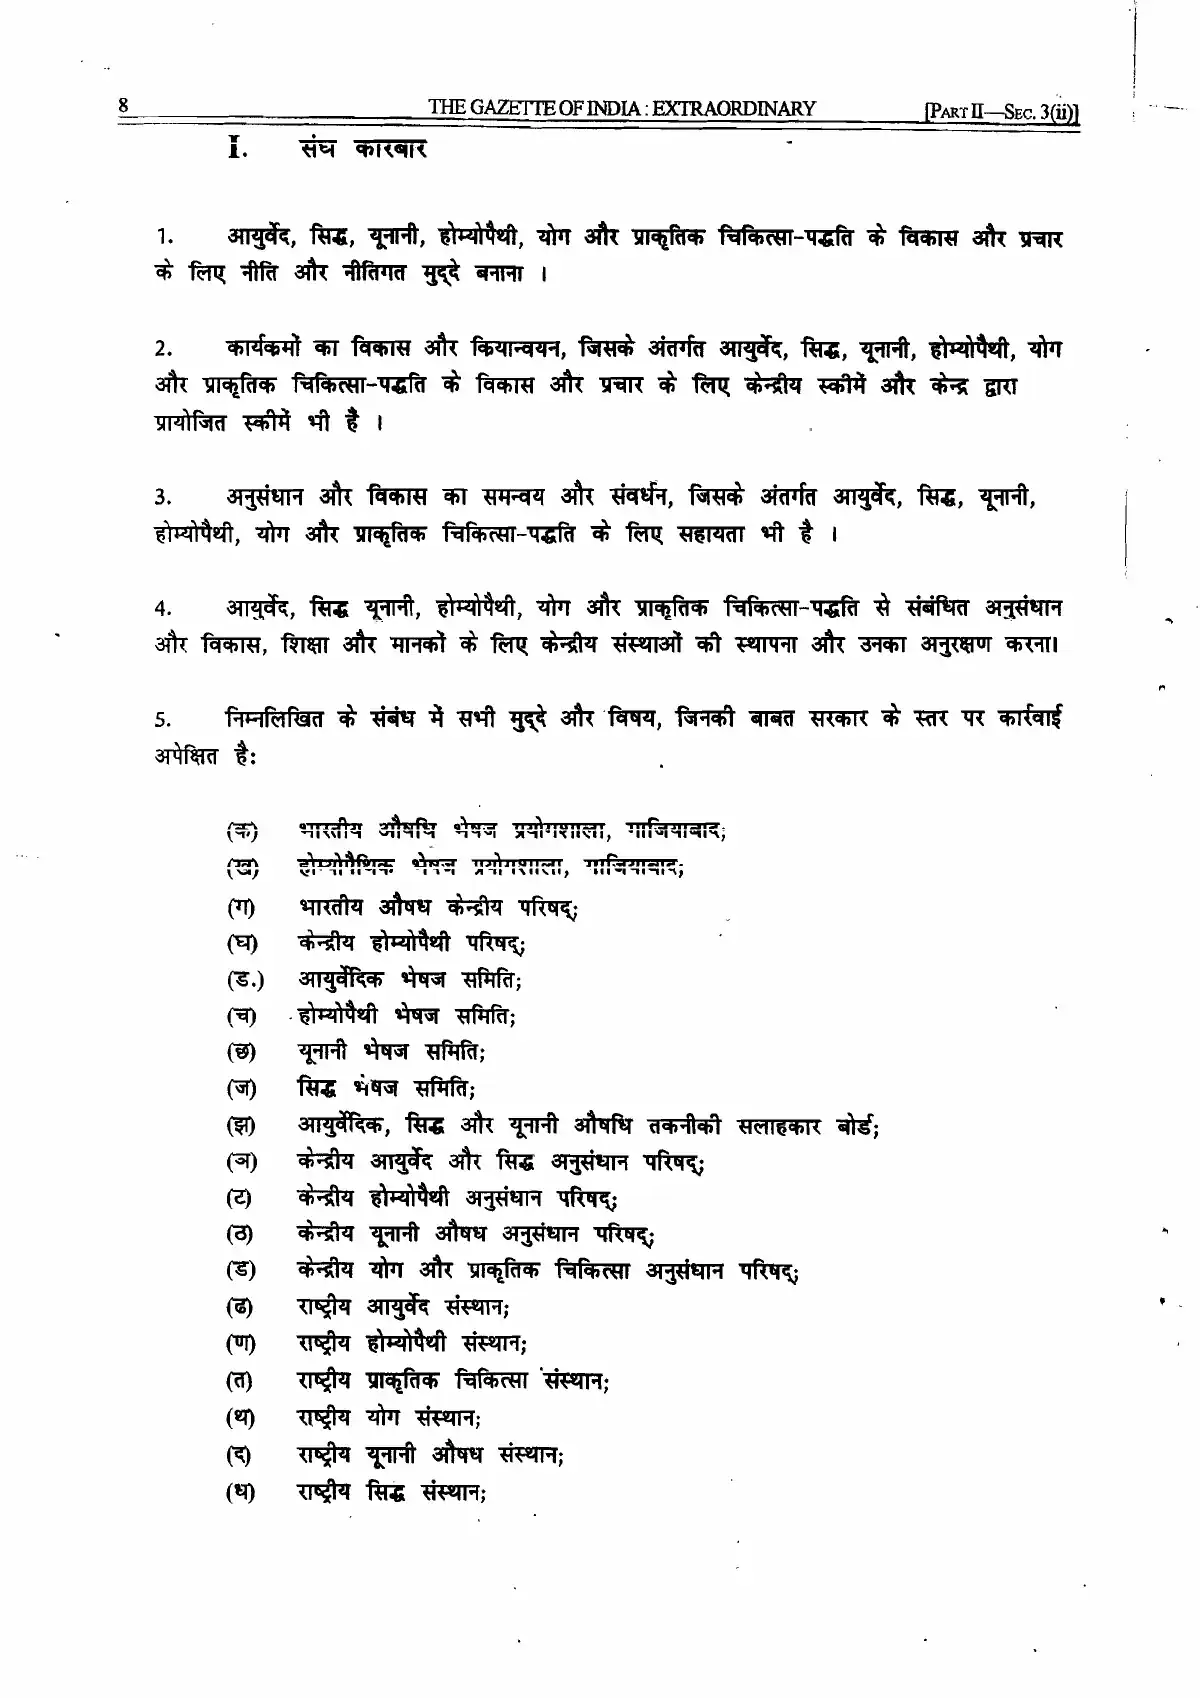 8 THE GAZETTE OF INDIA : EXTRAORDINARY [PART II—SEC. 3(ii)]
I. संघ कारबार
1. आयुर्वेद, सिद्ध, यूनानी, होम्योपैथी, योग और प्राकृतिक चिकित्सा-पद्धति के विकास और प्रचार
के लिए नीति और नीतिगत मुद्दे बनाना ।
2. कार्यकमों का विकास और कियान्वयन, जिसके अंतर्गत आयुर्वेद, सिद्ध, यूनानी, होम्योपैथी, योग
और प्राकृतिक चिकित्सा-पद्धति के विकास और प्रचार के लिए केन्द्रीय स्कीमें और केन्द्र द्वारा
प्रायोजित स्कीमें भी है ।
3. अनुसंधान और विकास का समन्वय और संवर्धन, जिसके अंतर्गत आयुर्वेद, सिद्ध, यूनानी,
होम्योपैथी, योग और प्राकृतिक चिकित्सा-पद्धति के लिए सहायता भी है ।
4. आयुर्वेद, सिद्ध यूनानी, होम्योपैथी, योग और प्राकृतिक चिकित्सा-पद्धति से संबंधित अनुसंधान
और विकास, शिक्षा और मानकों के लिए केन्द्रीय संस्थाओं की स्थापना और उनका अनुरक्षण करना।
5. निम्नलिखित के संबंध में सभी मुद्दे और विषय, जिनकी बाबत सरकार के स्तर पर कार्रवाई
अपेक्षित है:
(क) भारतीय औषधि भेषज प्रयोगशाला, गाजियाबाद;
(ख) होम्योपैथिक भेषज प्रयोगशाला, गाजियाबाद;
(ग) भारतीय औषध केन्द्रीय परिषद्;
(घ) केन्द्रीय होम्योपैथी परिषद्;
(ड.) आयुर्वेदिक भेषज समिति;
(च) होम्योपैथी भेषज समिति;
(छ) यूनानी भेषज समिति;
(ज) सिद्ध भेषज समिति;
(झ) आयुर्वेदिक, सिद्ध और यूनानी औषधि तकनीकी सलाहकार बोर्ड;
(ञ) केन्द्रीय आयुर्वेद और सिद्ध अनुसंधान परिषद्;
(ट) केन्द्रीय होम्योपैथी अनुसंधान परिषद्;
(ठ) केन्द्रीय यूनानी औषध अनुसंधान परिषद्;
(ड) केन्द्रीय योग और प्राकृतिक चिकित्सा अनुसंधान परिषद्;
(ढ) राष्ट्रीय आयुर्वेद संस्थान;
(ण) राष्ट्रीय होम्योपैथी संस्थान;
(त) राष्ट्रीय प्राकृतिक चिकित्सा संस्थान;
(थ) राष्ट्रीय योग संस्थान;
(द) राष्ट्रीय यूनानी औषध संस्थान;
(ध) राष्ट्रीय सिद्ध संस्थान;